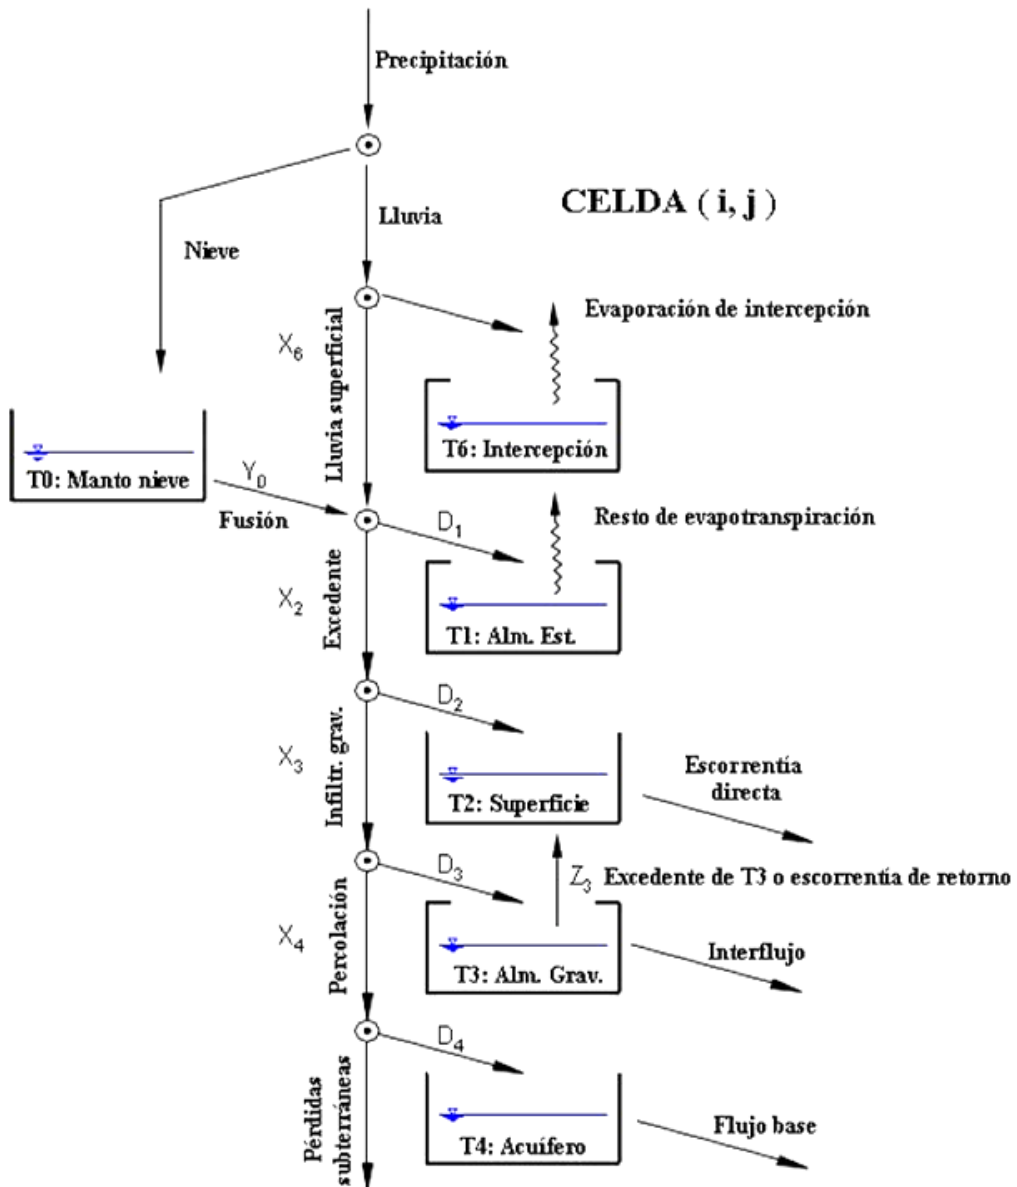 Precipitación
CELDA ( i, j )
Lluvia
Nieve
Evaporación de intercepción
X6
Lluvia superficial
T6: Intercepción
T0: Manto nieve
Y0
Fusión
D1
Resto de evapotranspiración
X2
Excedente
T1: Alm. Est.
D2
X3
Infiltr. grav.
T2: Superficie
Escorrentía
directa
D3
Z3
Excedente de T3 o escorrentía de retorno
X4
Percolación
T3: Alm. Grav.
Interflujo
D4
Pérdidas
subterráneas
T4: Acuífero
Flujo base